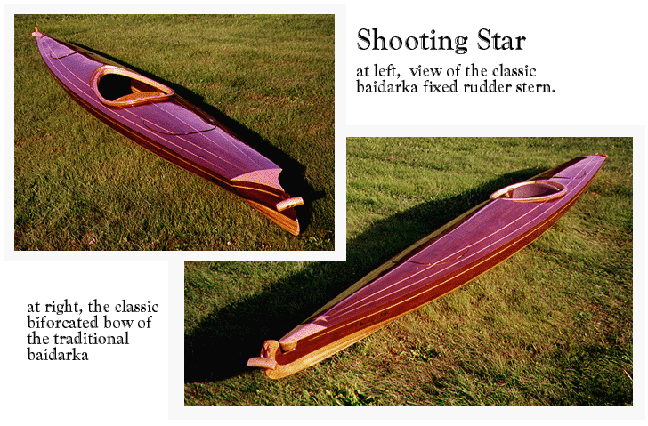 Shooting Star
at left, view of the classic
baidarka fixed rudder stern.
at right, the classic
biforcated bow of
the traditional
baidarka